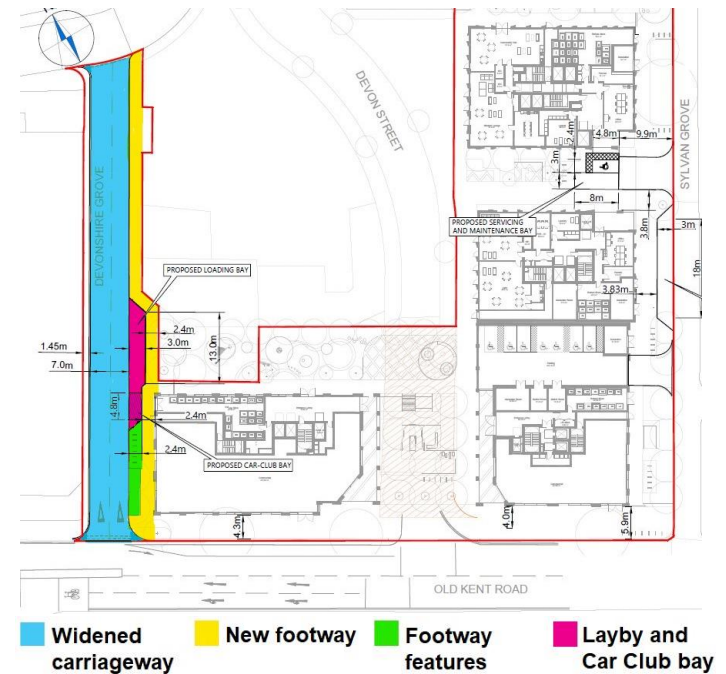 DEVON STREET
SYLVAN GROVE
DEVONSHIRE GROVE
2.4m
4.8m
9.9m
3m
8m
PROPOSED SERVICING
AND MAINTENANCE BAY
3.8m
3m
18m
3.83m
PROPOSED LOADING BAY
2.4m
1.45m
3.0m
13.0m
7.0m
4.8m
2.4m
PROPOSED CAR-CLUB BAY
2.4m
4.3m
4.0m
5.9m
OLD KENT ROAD
Widened
carriageway
New footway
Footway
features
Layby and
Car Club bay